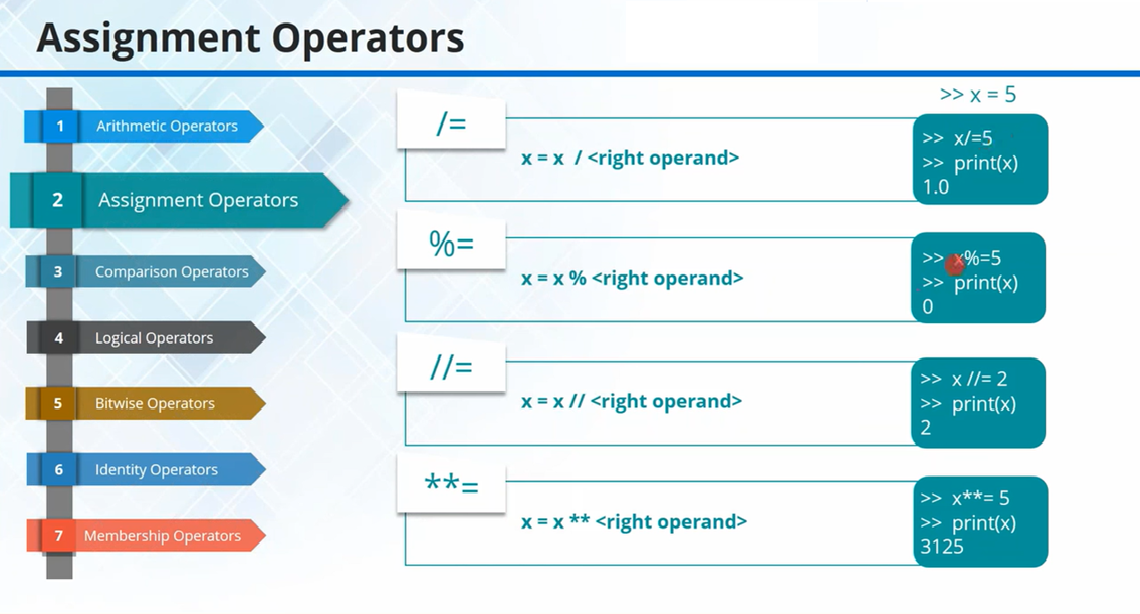 Assignment Operators
1 Arithmetic Operators
2 Assignment Operators
3 Comparison Operators
4 Logical Operators
5 Bitwise Operators
6 Identity Operators
7 Membership Operators
>> x = 5
/=
x = x / <right operand>
>> x/=5
>> print(x)
1.0
%=
x = x % <right operand>
>> x%=5
>> print(x)
0
//=
x = x // <right operand>
>> x //= 2
>> print(x)
2
**=
x = x ** <right operand>
>> x**= 5
>> print(x)
3125